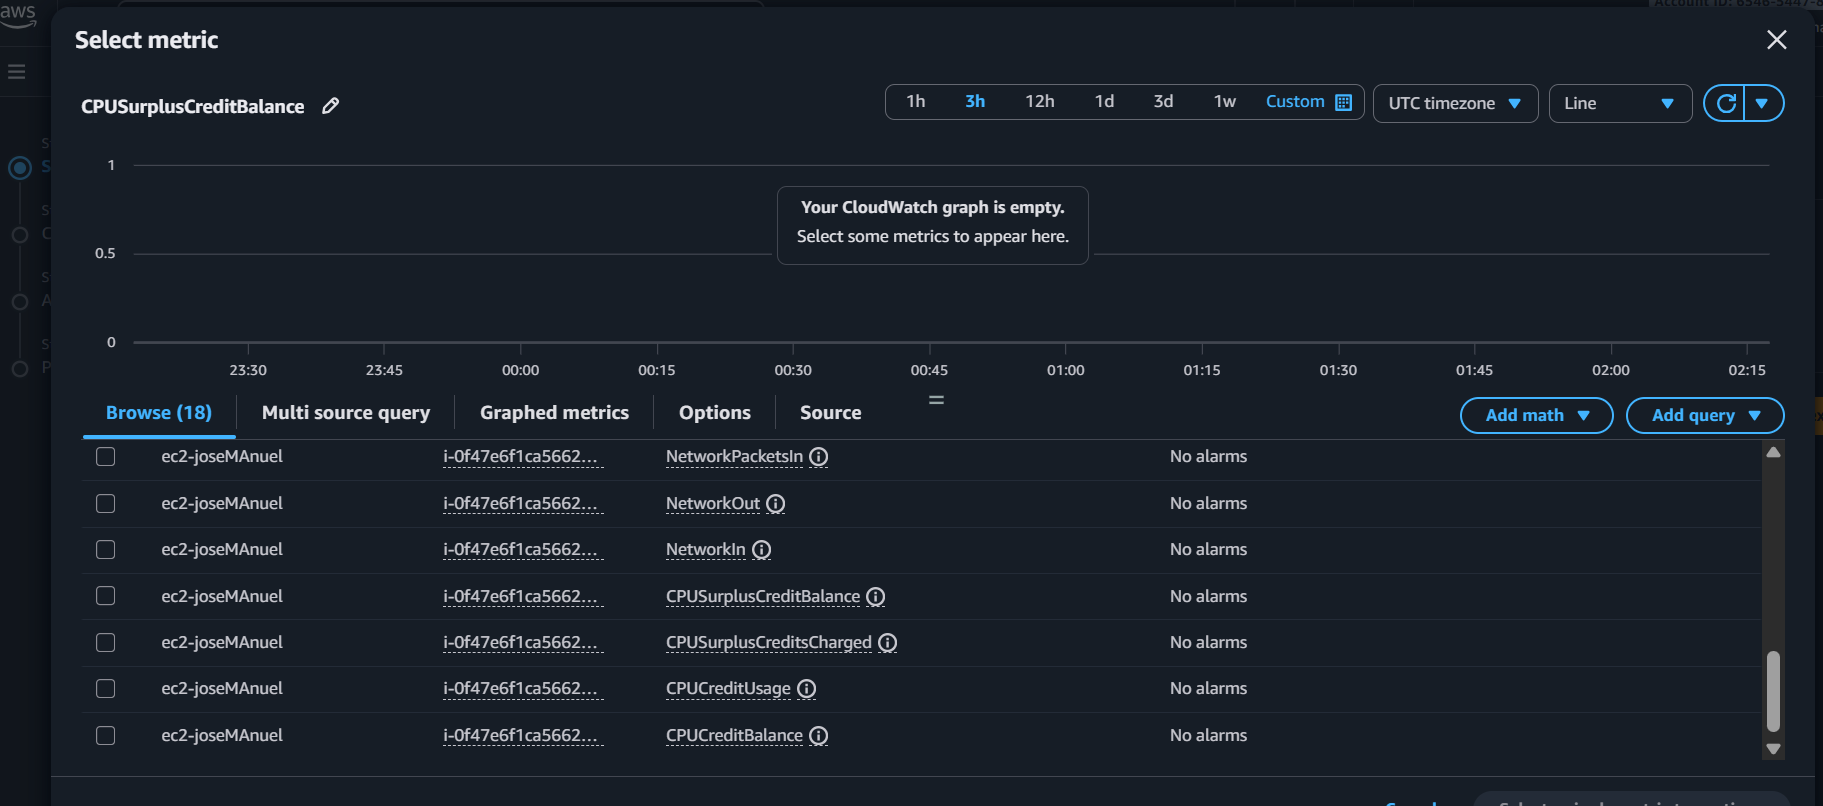 aws
Select metric
CPUSurplusCreditBalance
1h 3h 12h 1d 3d 1w Custom UTC timezone Line
1
Your CloudWatch graph is empty.
Select some metrics to appear here.
0.5
0
23:30 23:45 00:00 00:15 00:30 00:45 01:00 01:15 01:30 01:45 02:00 02:15
Browse (18) Multi source query Graphed metrics Options Source Add math Add query
ec2-joseMAnuel i-0f47e6f1ca5662... NetworkPacketsIn No alarms
ec2-joseMAnuel i-0f47e6f1ca5662... NetworkOut No alarms
ec2-joseMAnuel i-0f47e6f1ca5662... NetworkIn No alarms
ec2-joseMAnuel i-0f47e6f1ca5662... CPUSurplusCreditBalance No alarms
ec2-joseMAnuel i-0f47e6f1ca5662... CPUSurplusCreditsCharged No alarms
ec2-joseMAnuel i-0f47e6f1ca5662... CPUCreditUsage No alarms
ec2-joseMAnuel i-0f47e6f1ca5662... CPUCreditBalance No alarms